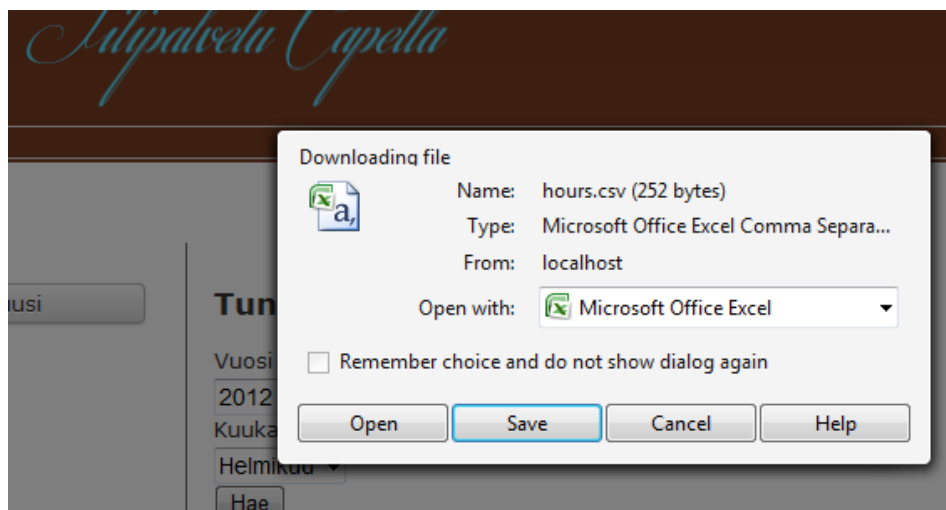 Tilipalvelu Capella
Downloading file
Name: hours.csv (252 bytes)
Type: Microsoft Office Excel Comma Separa...
From: localhost
Open with: Microsoft Office Excel
Remember choice and do not show dialog again
Open Save Cancel Help
uusi
Tun
Vuosi
2012
Kuuka
Helmikuu
Hae